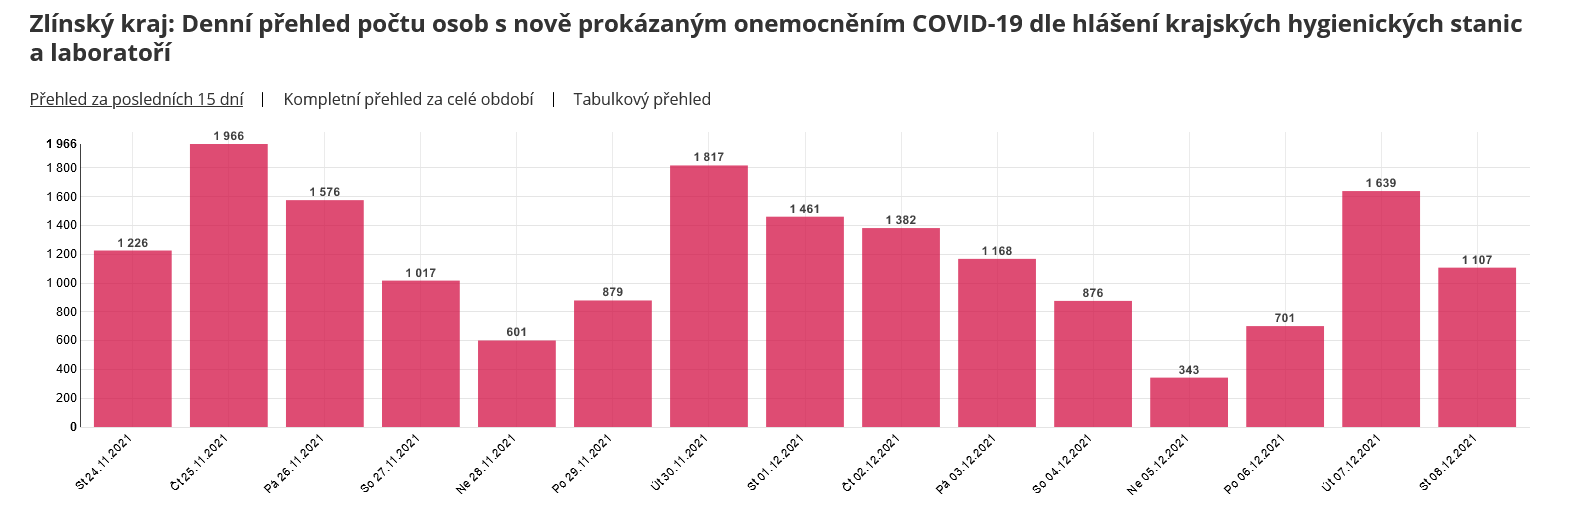 Zlínský kraj: Denní přehled počtu osob s nově prokázaným onemocněním COVID-19 dle hlášení krajských hygienických stanic
a laboratoří
Přehled za posledních 15 dní | Kompletní přehled za celé období | Tabulkový přehled
1 966
1 800
1 600
1 400
1 200
1 000
800
600
400
200
0
1 226
1 966
1 576
1 017
601
879
1 817
1 461
1 382
1 168
876
343
701
1 639
1 107
St 24.11.2021
Čt 25.11.2021
Pá 26.11.2021
So 27.11.2021
Ne 28.11.2021
Po 29.11.2021
Út 30.11.2021
St 01.12.2021
Čt 02.12.2021
Pá 03.12.2021
So 04.12.2021
Ne 05.12.2021
Po 06.12.2021
Út 07.12.2021
St 08.12.2021